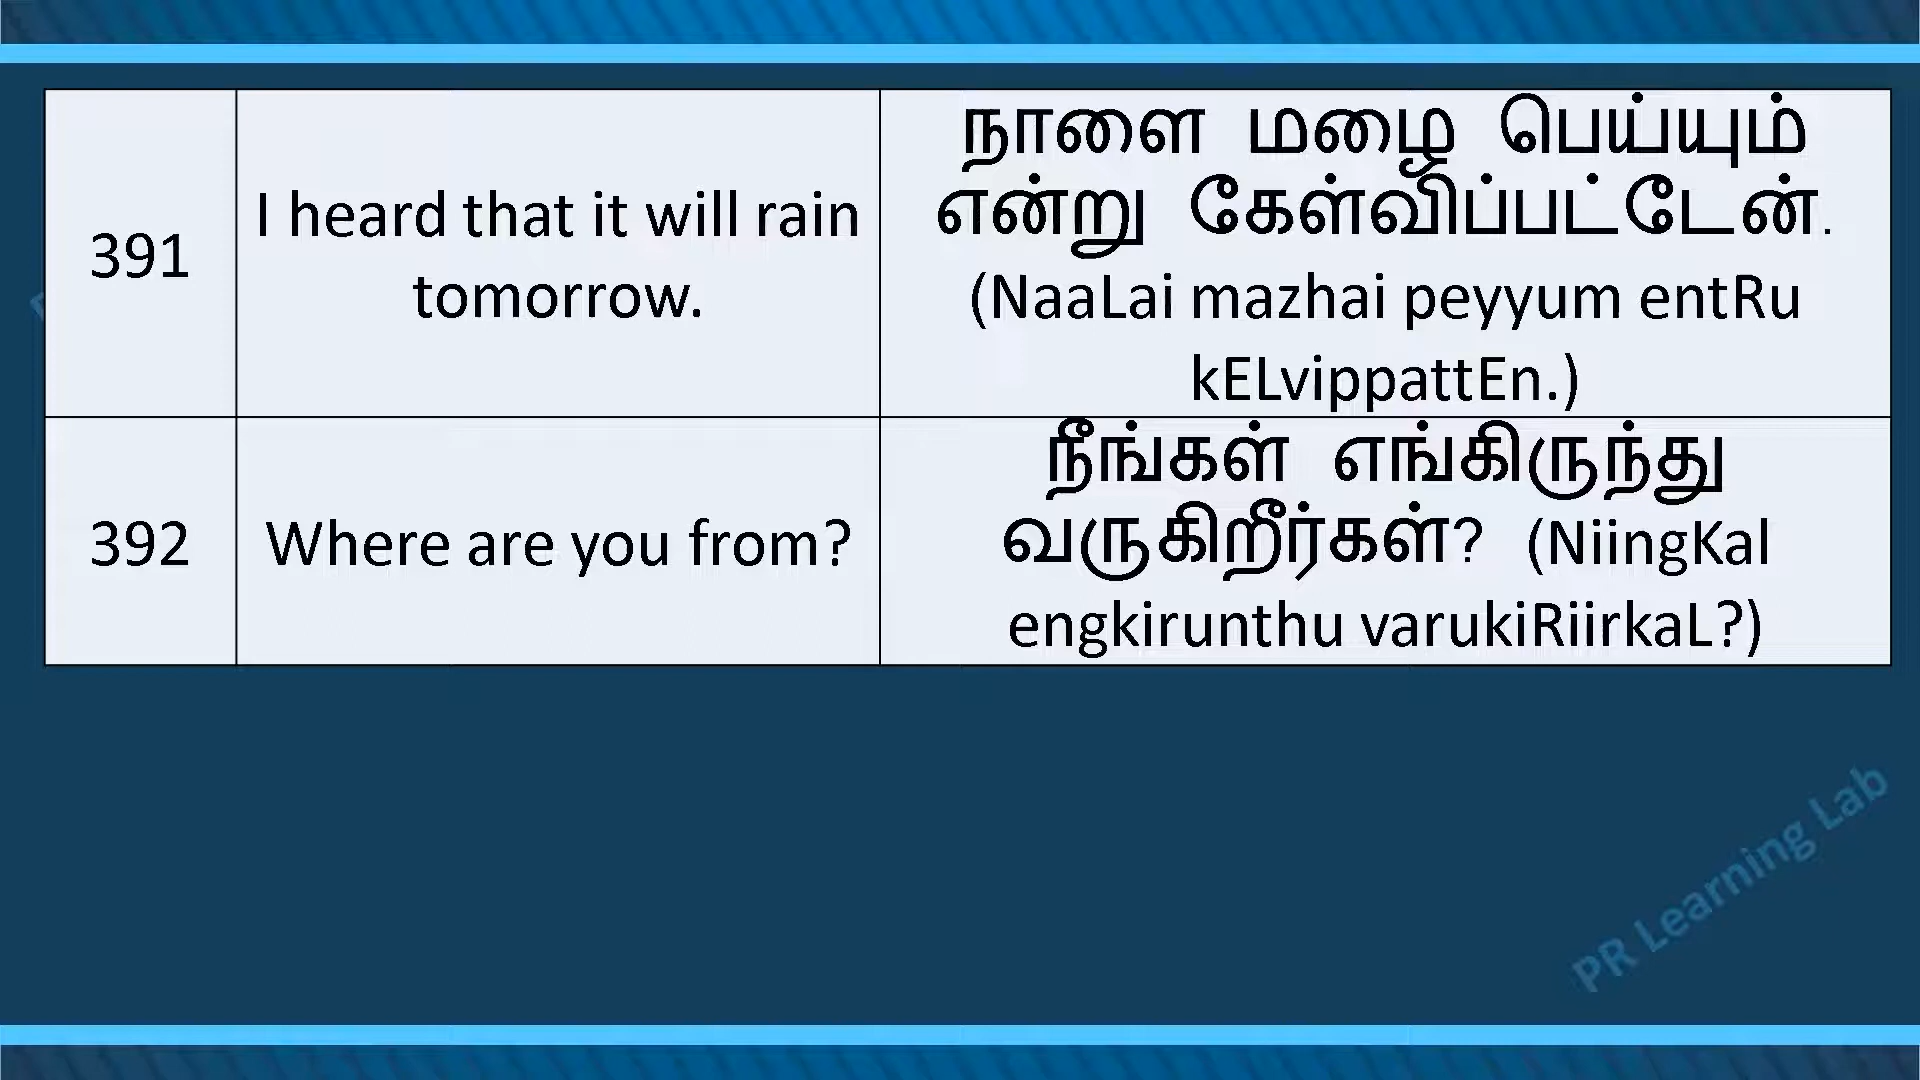 391
I heard that it will rain
tomorrow.
நாளை மழை பெய்யும்
என்று கேள்விப்பட்டேன்.
(NaaLai mazhai peyyum entRu
kELvippattEn.)
392
Where are you from?
நீங்கள் எங்கிருந்து
வருகிறீர்கள்? (NiingKal
engkirunthu varukiRiirkaL?)
PR Learning Lab